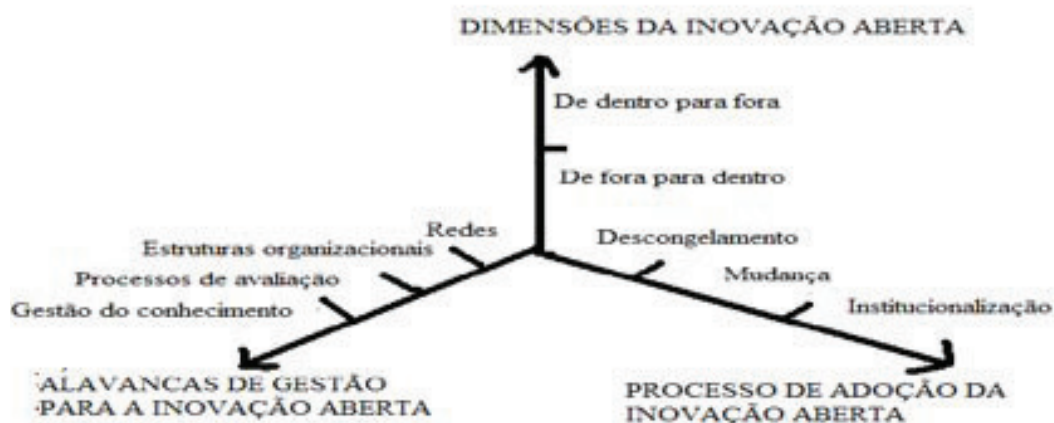 DIMENSÕES DA INOVAÇÃO ABERTA
De dentro para fora
De fora para dentro
Redes
Estruturas organizacionais
Processos de avaliação
Gestão do conhecimento
ALAVANCAS DE GESTÃO
PARA A INOVAÇÃO ABERTA
Descongelamento
Mudança
Institucionalização
PROCESSO DE ADOÇÃO DA
INOVAÇÃO ABERTA